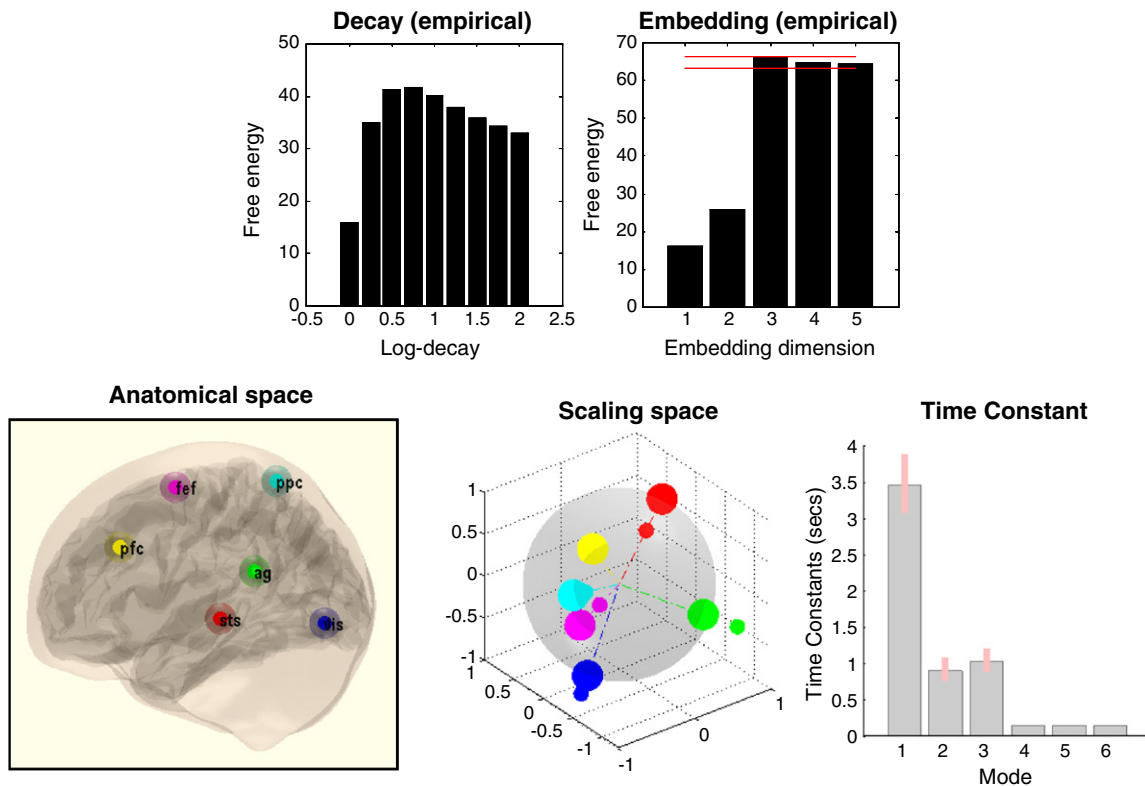 Decay (empirical)
50
40
30
20
10
0
Free energy
-0.5 0 0.5 1 1.5 2 2.5
Log-decay
Embedding (empirical)
70
60
50
40
30
20
10
0
Free energy
1 2 3 4 5
Embedding dimension
Anatomical space
fef
ppc
pfc
ag
sts
vis
Scaling space
1
0.5
0
-0.5
-1
1
0.5
0
-0.5
-1
-1
0
1
Time Constant
4
3.5
3
2.5
2
1.5
1
0.5
0
Time Constants (secs)
1 2 3 4 5 6
Mode